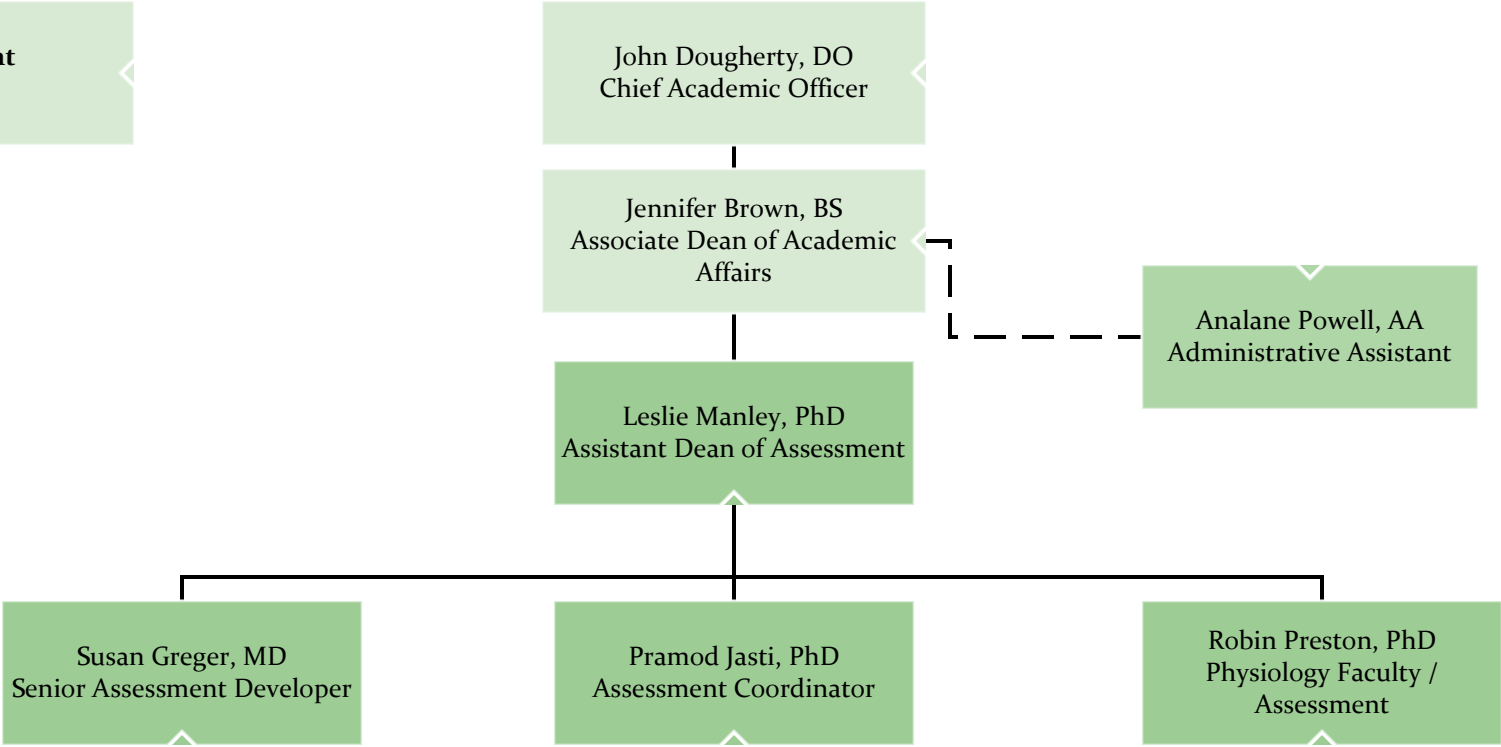 John Dougherty, DO
Chief Academic Officer
Jennifer Brown, BS
Associate Dean of Academic
Affairs
Analane Powell, AA
Administrative Assistant
Leslie Manley, PhD
Assistant Dean of Assessment
Susan Greger, MD
Senior Assessment Developer
Pramod Jasti, PhD
Assessment Coordinator
Robin Preston, PhD
Physiology Faculty /
Assessment